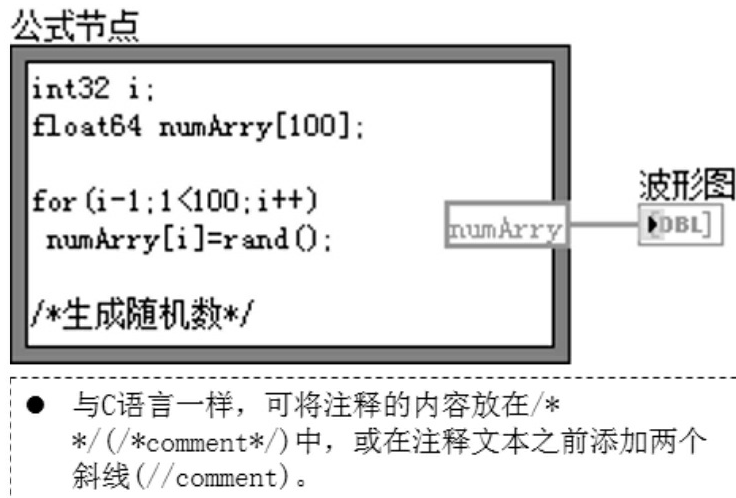 公式节点
int32 i;
float64 numArry[100];
for(i-1;1<100;i++)
numArry[i]=rand();
numArry
波形图
DBL]
/*生成随机数*/
● 与C语言一样，可将注释的内容放在/*
*/(/*comment*/)中，或在注释文本之前添加两个
斜线(//comment)。